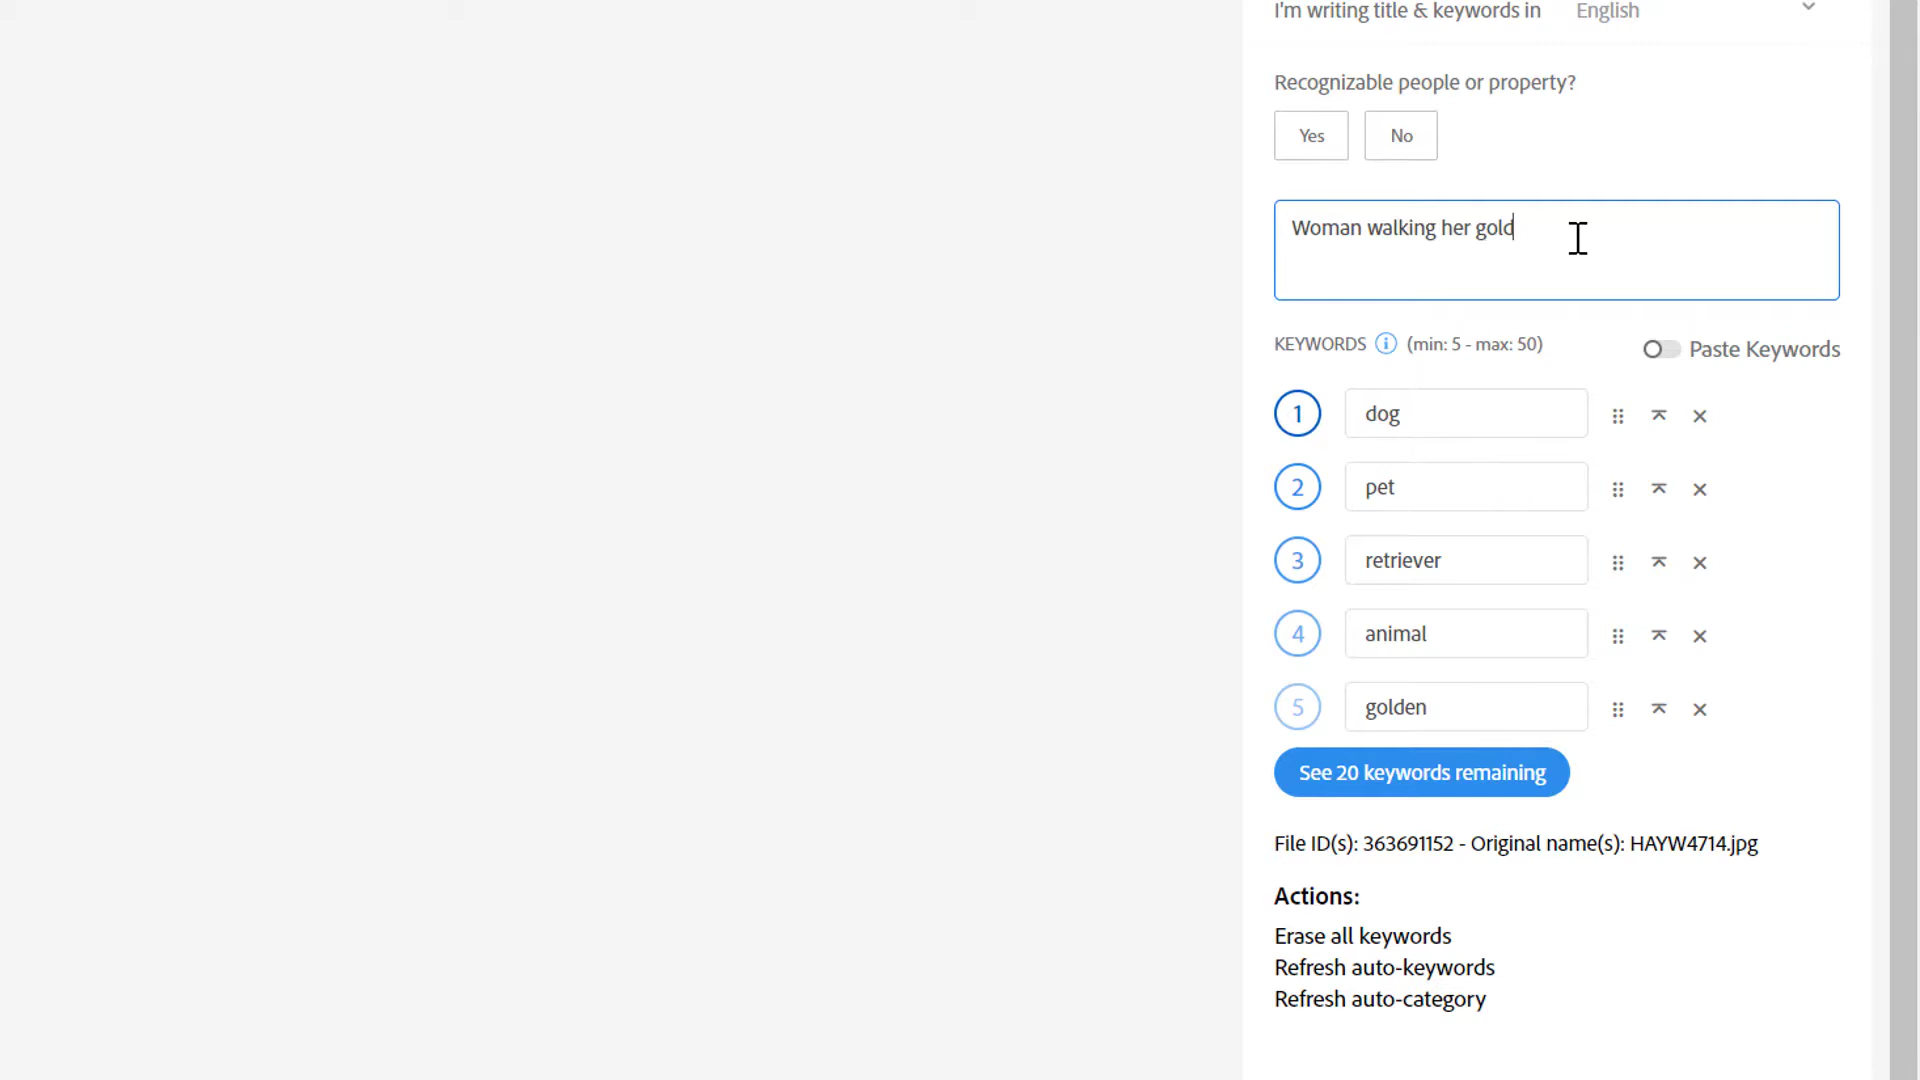 I'm writing title & keywords in English
Recognizable people or property?
Yes No
Woman walking her gold
KEYWORDS (min: 5 - max: 50) Paste Keywords
1 dog
2 pet
3 retriever
4 animal
5 golden
See 20 keywords remaining
File ID(s): 363691152 - Original name(s): HAYW4714.jpg
Actions:
Erase all keywords
Refresh auto-keywords
Refresh auto-category